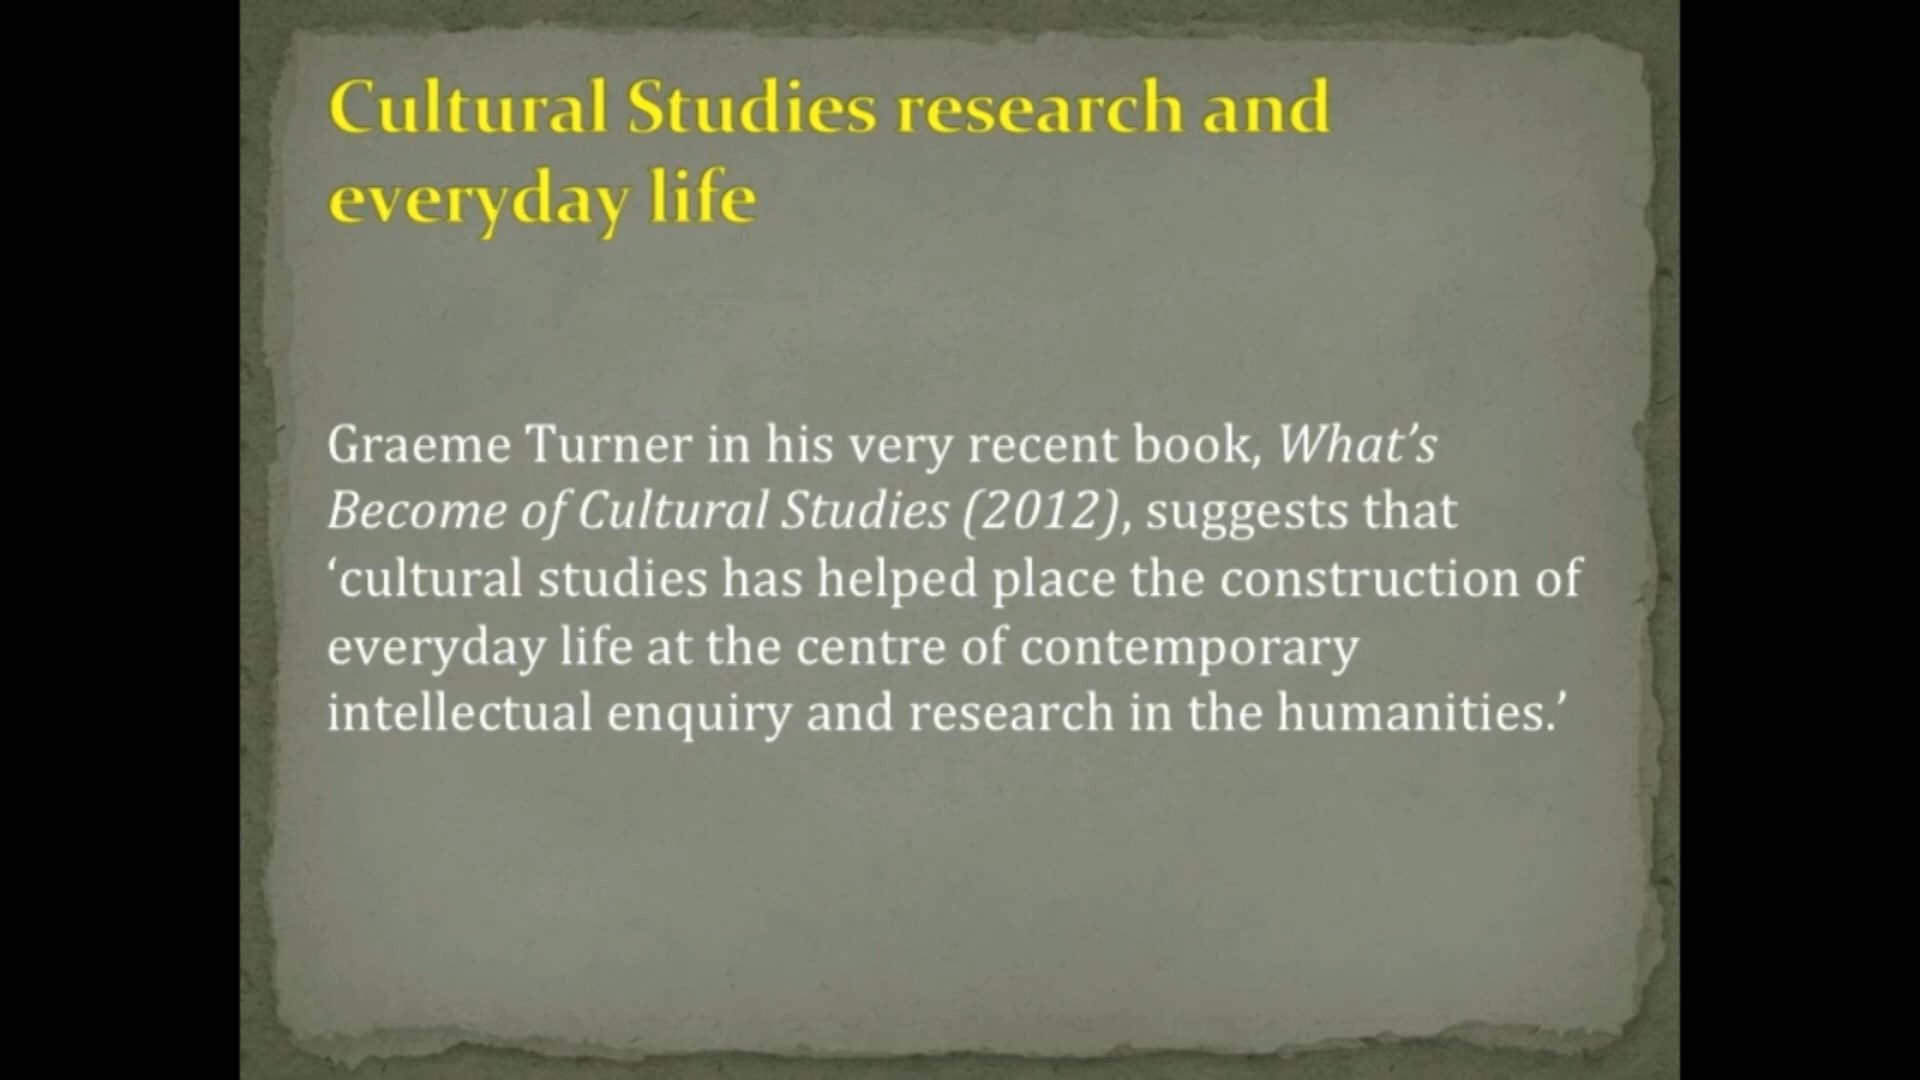 Cultural Studies research and
everyday life
Graeme Turner in his very recent book, What’s
Become of Cultural Studies (2012), suggests that
‘cultural studies has helped place the construction of
everyday life at the centre of contemporary
intellectual enquiry and research in the humanities.’